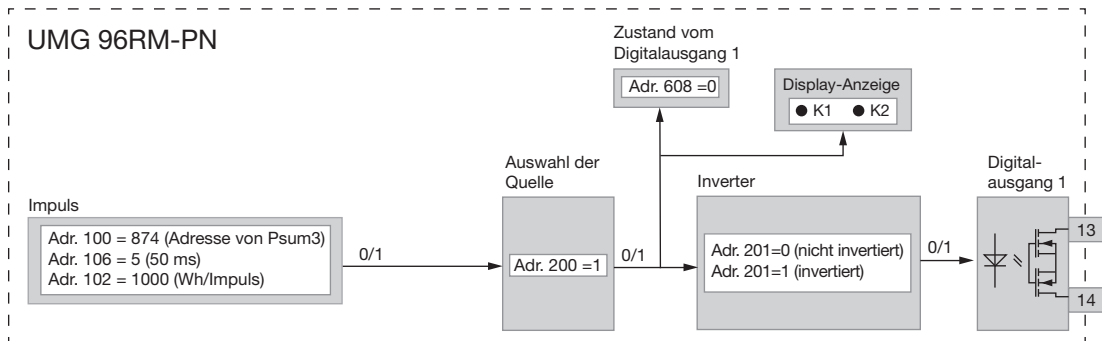 UMG 96RM-PN
Zustand vom
Digitalausgang 1
Adr. 608 =0
Display-Anzeige
K1 K2
Impuls
Adr. 100 = 874 (Adresse von Psum3)
Adr. 106 = 5 (50 ms)
Adr. 102 = 1000 (Wh/Impuls)
0/1
Auswahl der
Quelle
Adr. 200 =1
0/1
Inverter
Adr. 201=0 (nicht invertiert)
Adr. 201=1 (invertiert)
0/1
Digital-
ausgang 1
13
14